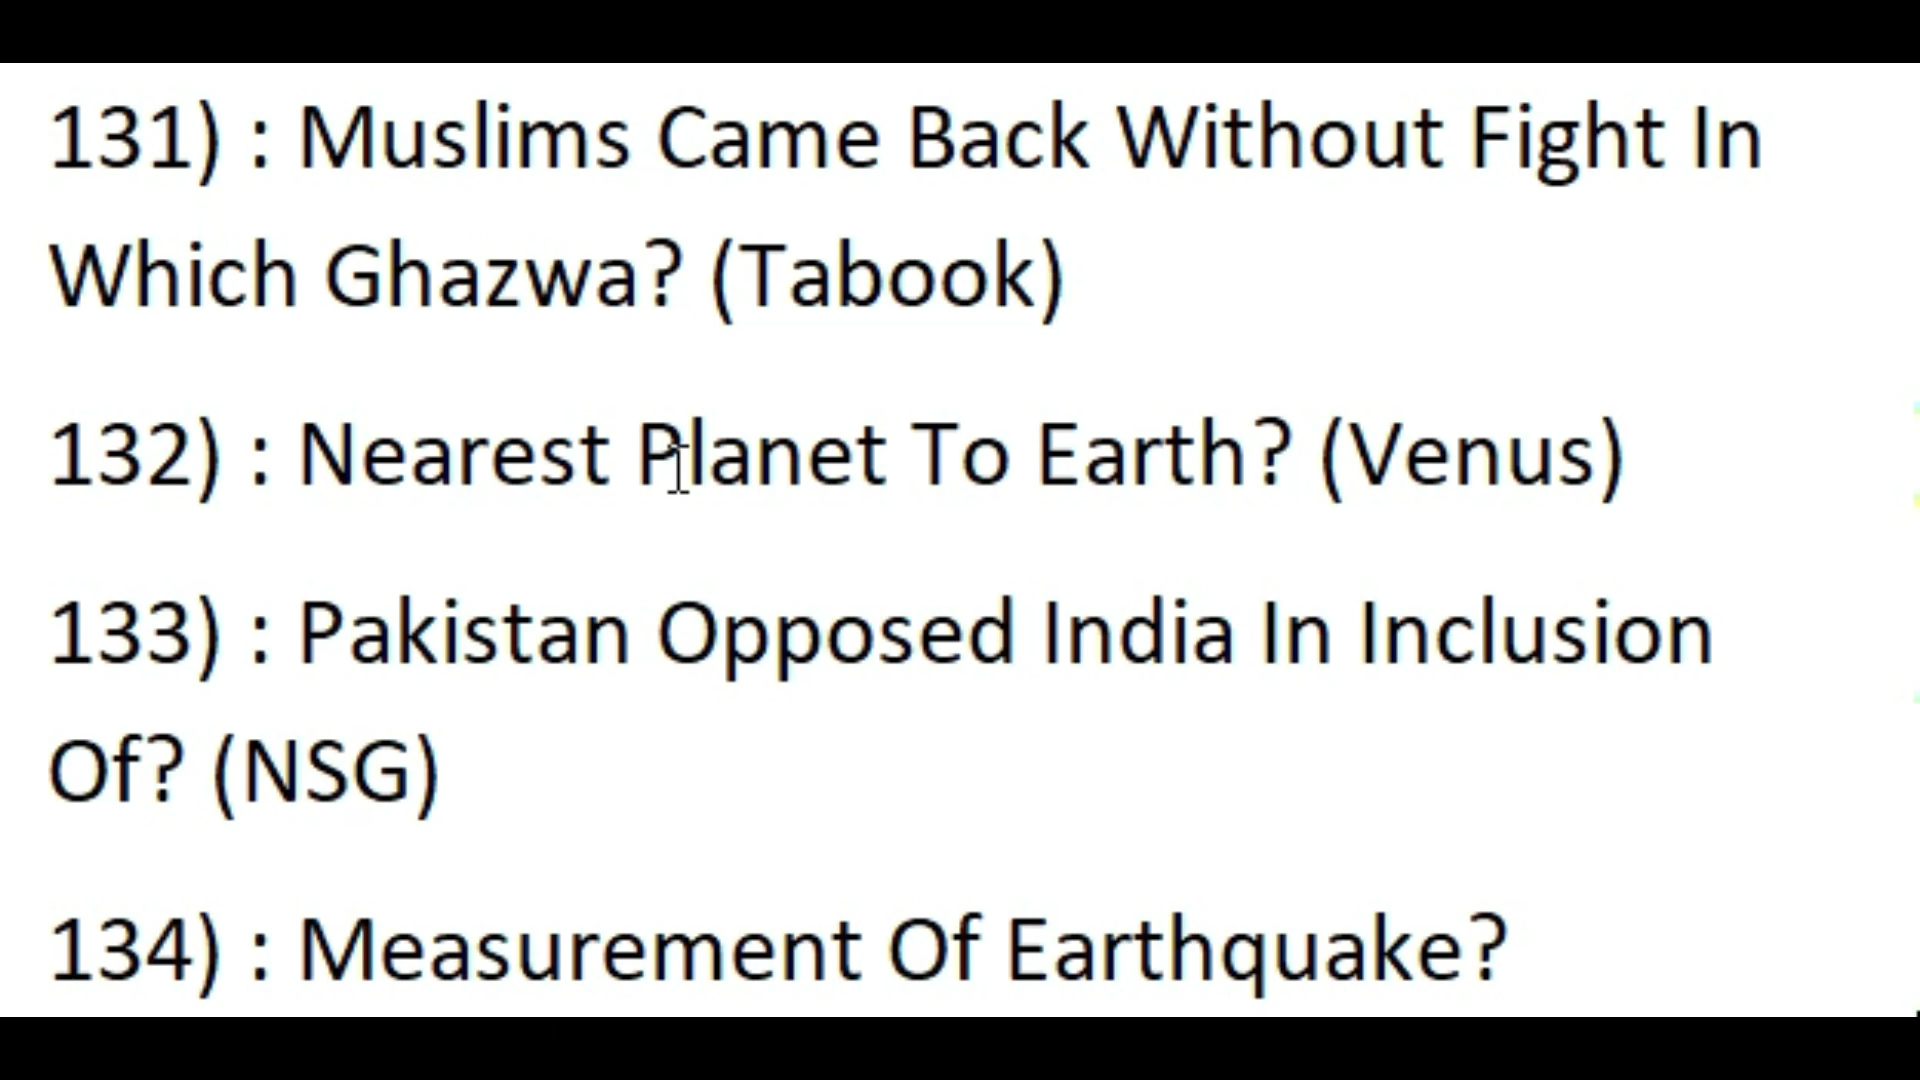 131) : Muslims Came Back Without Fight In
Which Ghazwa? (Tabook)
132) : Nearest Planet To Earth? (Venus)
133) : Pakistan Opposed India In Inclusion
Of? (NSG)
134) : Measurement Of Earthquake?